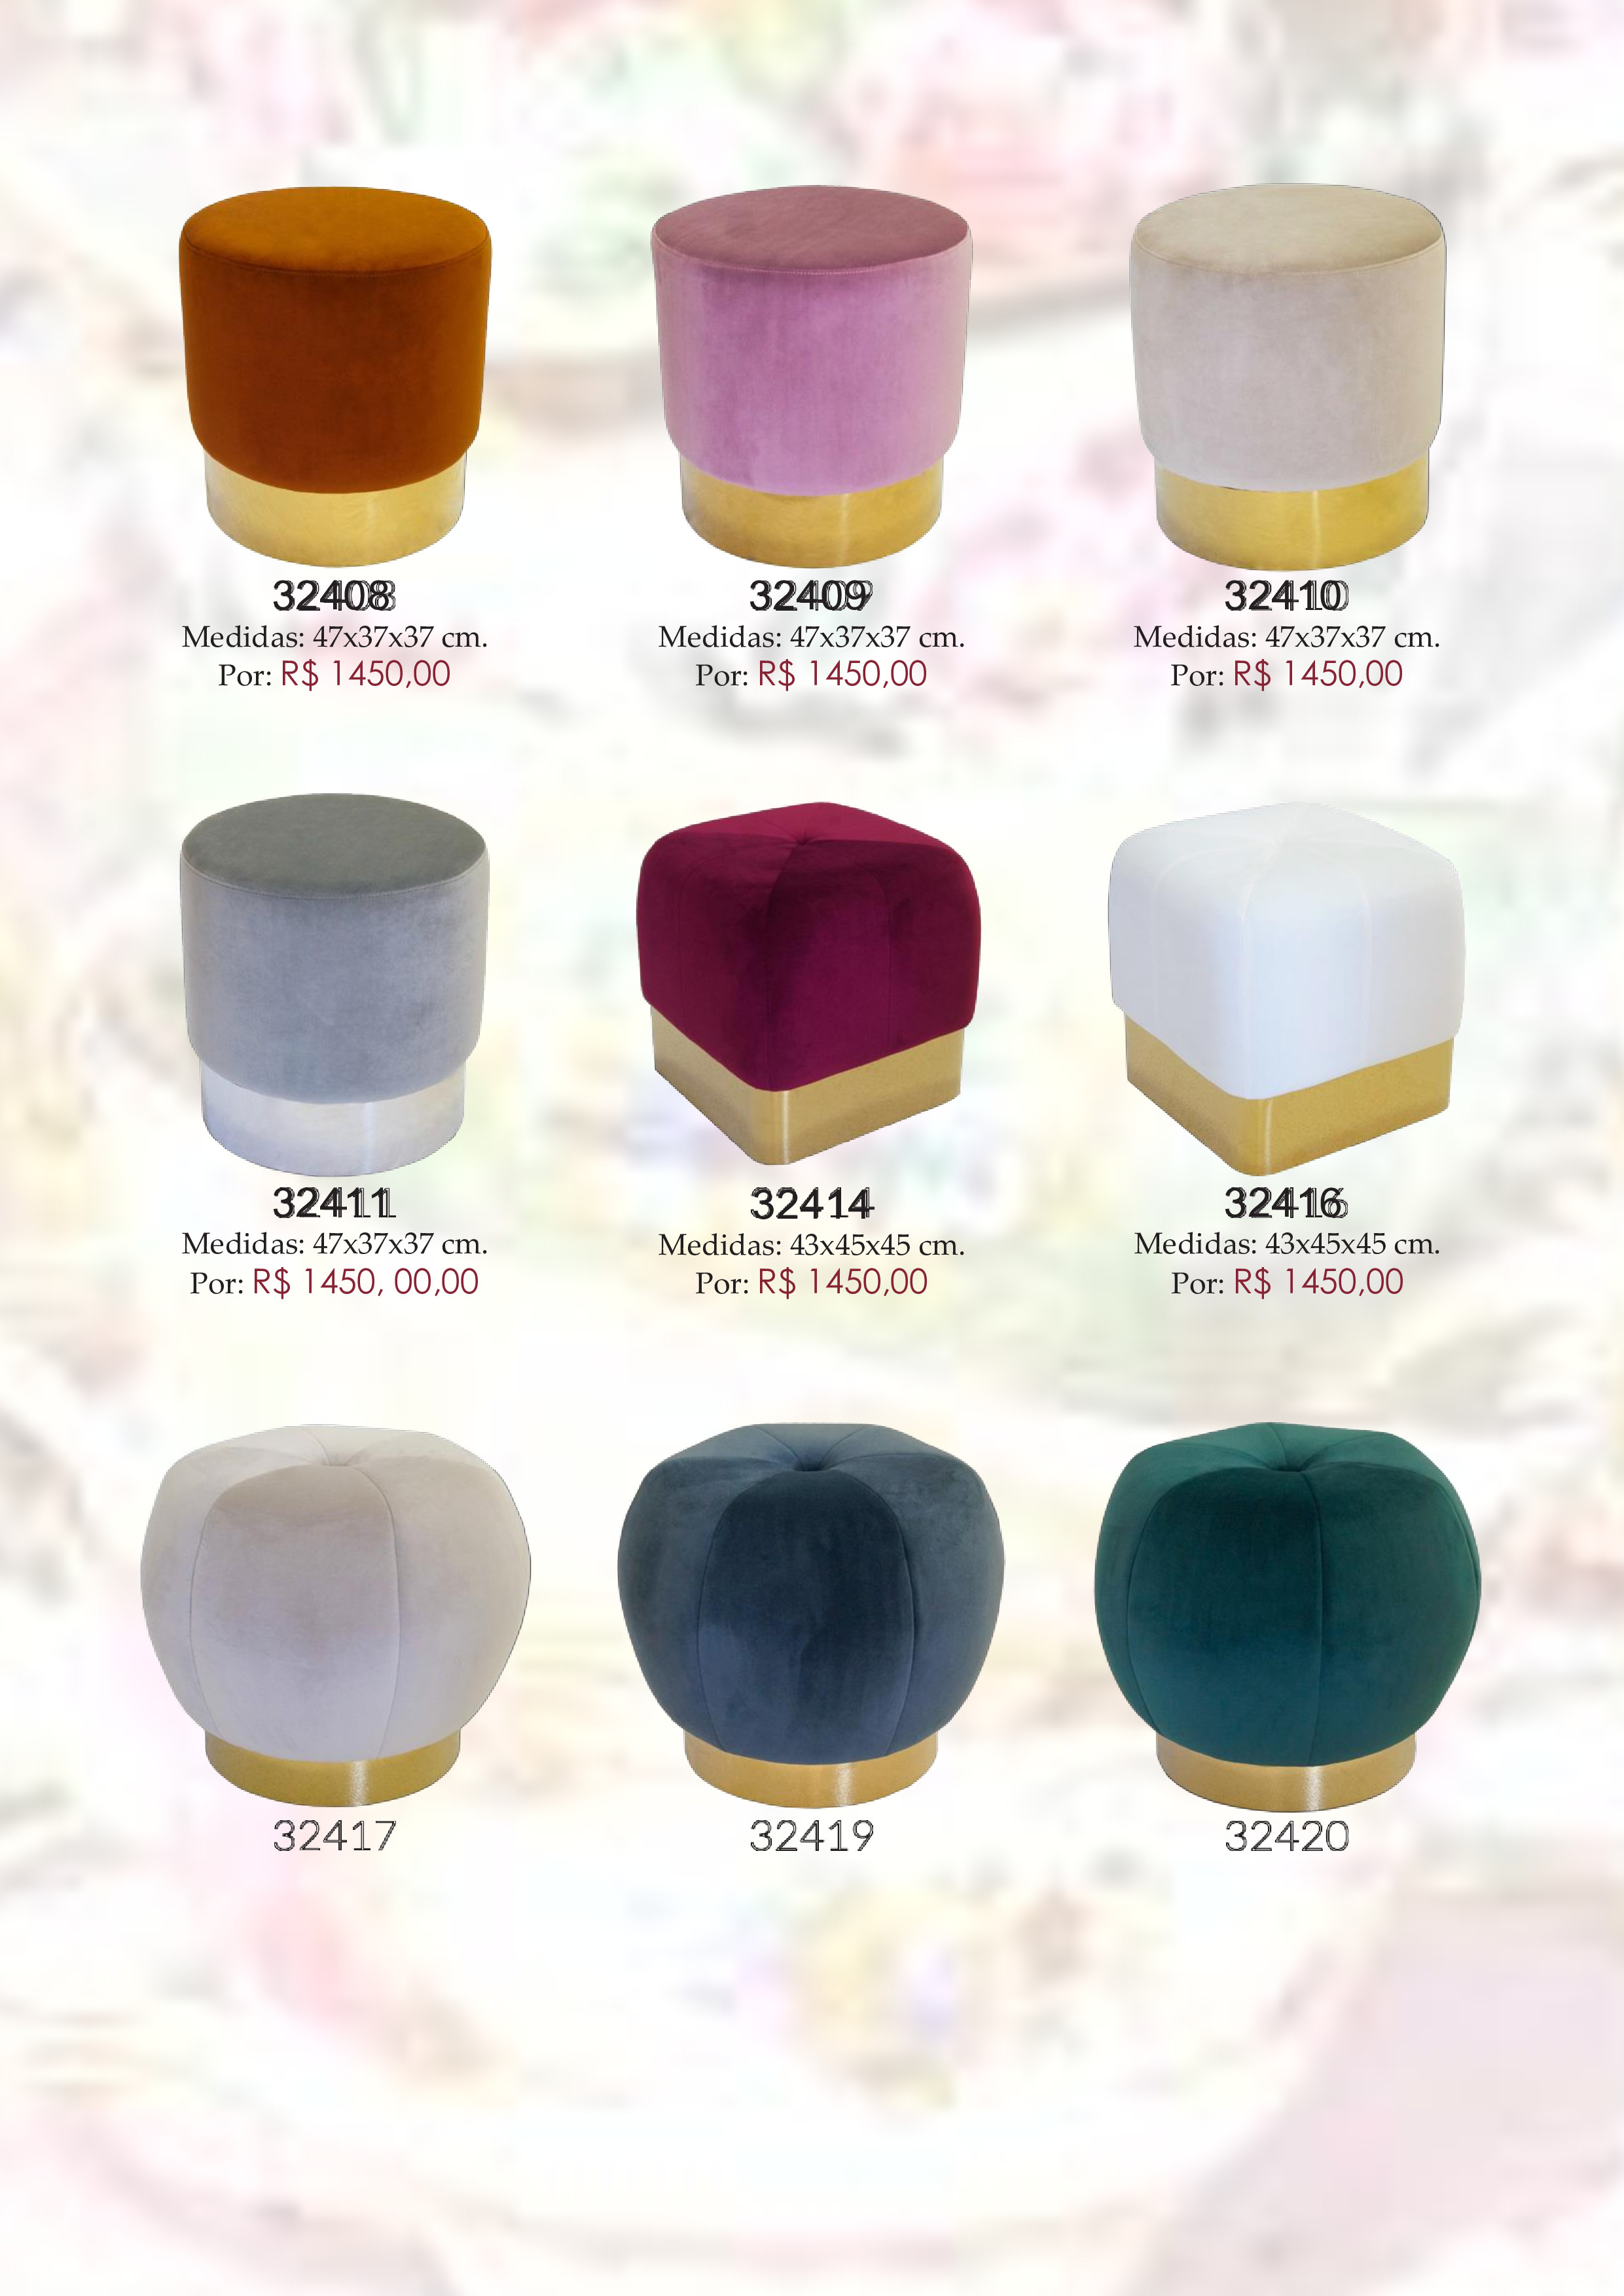 32408
Medidas: 47x37x37 cm.
Por: R$ 1450,00
32409
Medidas: 47x37x37 cm.
Por: R$ 1450,00
32410
Medidas: 47x37x37 cm.
Por: R$ 1450,00
32411
Medidas: 47x37x37 cm.
Por: R$ 1450, 00,00
32414
Medidas: 43x45x45 cm.
Por: R$ 1450,00
32416
Medidas: 43x45x45 cm.
Por: R$ 1450,00
32417
32419
32420